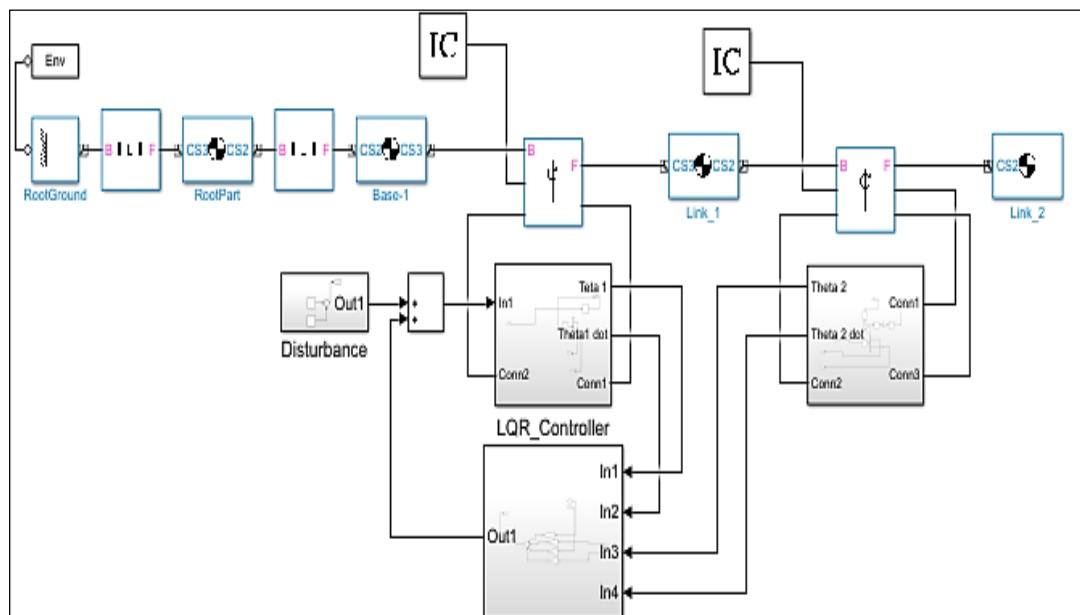 Env
IC
IC
B
F
CS3
CS2
B
F
CS2
CS3
B
F
CS3
CS2
B
F
CS2
RootGround
RootPart
Base-1
Link_1
Link_2
Out1
Disturbance
+
+
In1
Teta 1
Theta1 dot
Conn2
Conn1
LQR_Controller
Theta 2
Theta 2 dot
Conn2
Conn1
Conn3
In1
In2
In3
In4
Out1